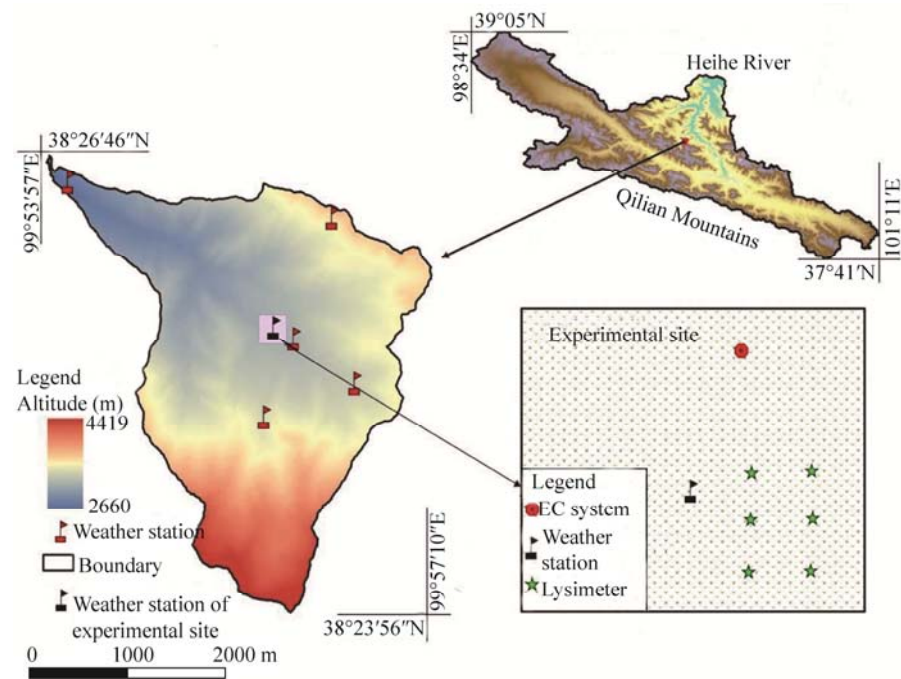 39°05′N
98°34′E
Heihe River
Qilian Mountains
101°11′E
37°41′N
38°26′46″N
99°53′57″E
Legend
Altitude (m)
4419
2660
Weather station
Boundary
Weather station of
experimental site
99°57′10″E
38°23′56″N
0 1000 2000 m
Experimental site
Legend
EC system
Weather
station
Lysimeter